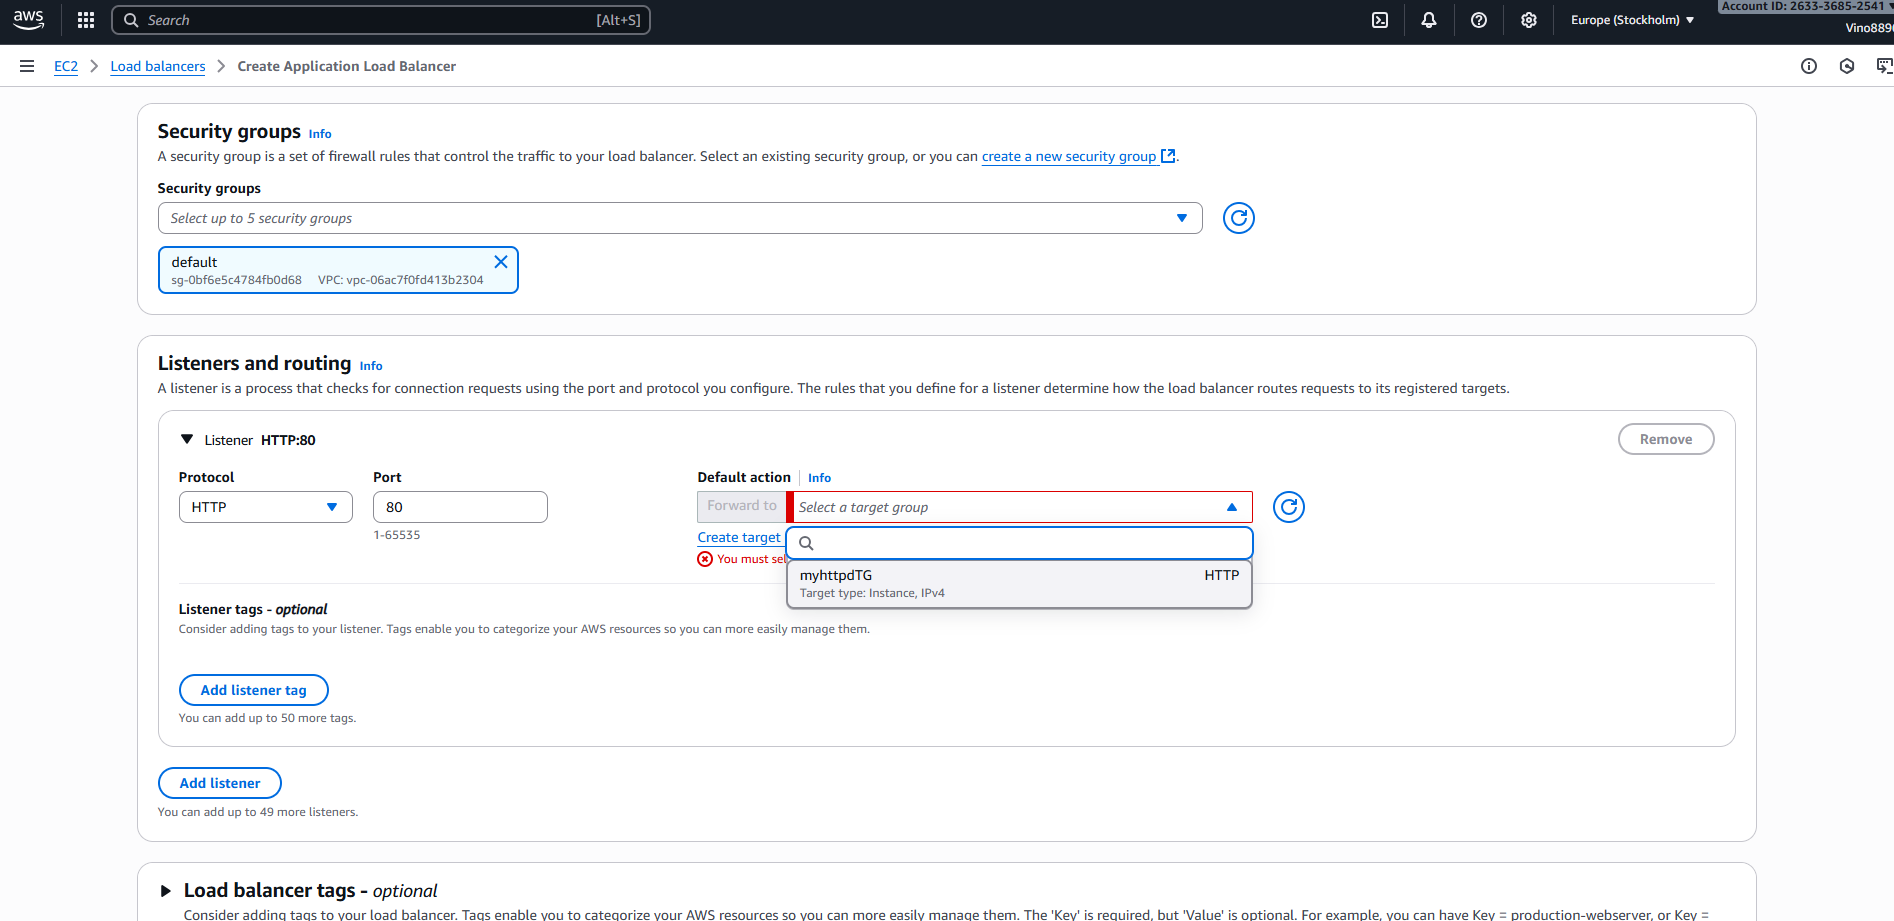 aws
Search [Alt+S]
Europe (Stockholm)
Account ID: 2633-3685-2541
EC2 > Load balancers > Create Application Load Balancer
Security groups Info
A security group is a set of firewall rules that control the traffic to your load balancer. Select an existing security group, or you can create a new security group.
Security groups
Select up to 5 security groups
default
sg-0bf6e5c4784fb0d68 VPC: vpc-06ac7f0fd413b2304
Listeners and routing Info
A listener is a process that checks for connection requests using the port and protocol you configure. The rules that you define for a listener determine how the load balancer routes requests to its registered targets.
Listener HTTP:80
Remove
Protocol
HTTP
Port
80
1-65535
Default action Info
Forward to Select a target group
Create target
You must sel
myhttpdTG HTTP
Target type: Instance, IPv4
Listener tags - optional
Consider adding tags to your listener. Tags enable you to categorize your AWS resources so you can more easily manage them.
Add listener tag
You can add up to 50 more tags.
Add listener
You can add up to 49 more listeners.
Load balancer tags - optional
Consider adding tags to your load balancer. Tags enable you to categorize your AWS resources so you can more easily manage them. The 'Key' is required, but 'Value' is optional. For example, you can have Key = production-webserver, or Key =